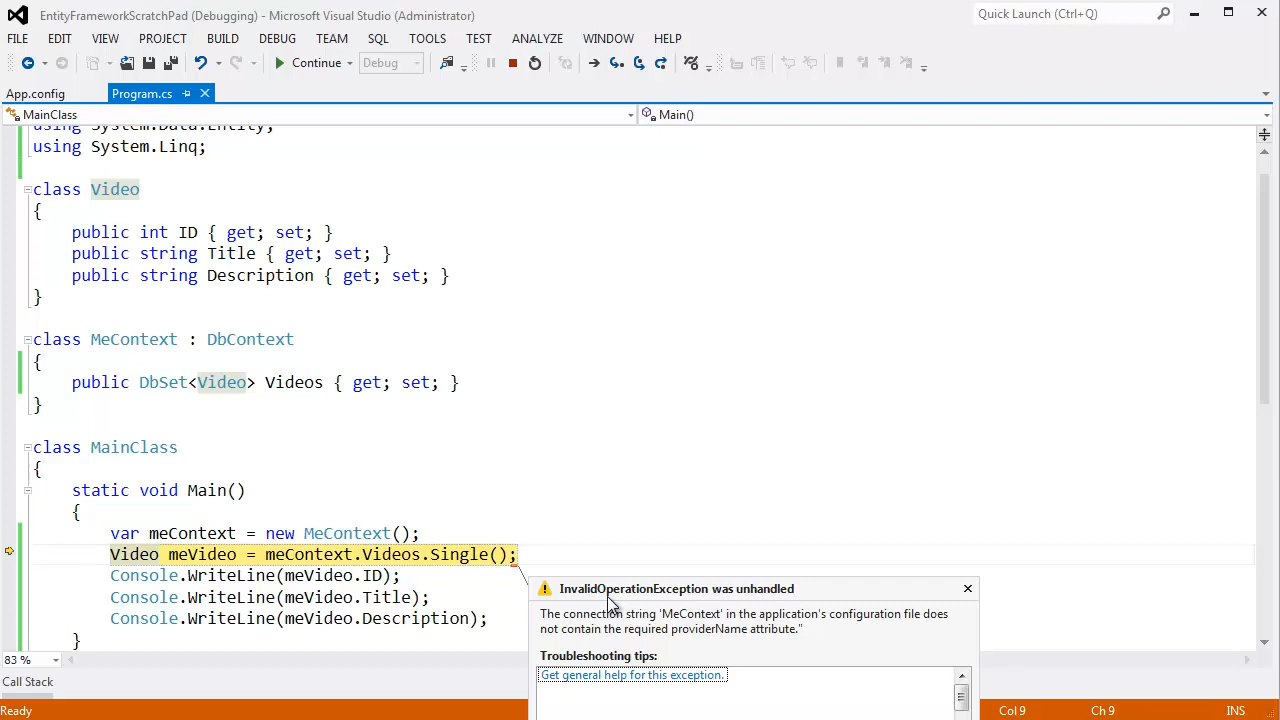 EntityFrameworkScratchPad (Debugging) - Microsoft Visual Studio (Administrator)
Quick Launch (Ctrl+Q)
FILE EDIT VIEW PROJECT BUILD DEBUG TEAM SQL TOOLS TEST ANALYZE WINDOW HELP
Continue Debug
App.config Program.cs
MainClass Main()
using System.Data.Entity;
using System.Linq;
class Video
{
public int ID { get; set; }
public string Title { get; set; }
public string Description { get; set; }
}
class MeContext : DbContext
{
public DbSet<Video> Videos { get; set; }
}
class MainClass
{
static void Main()
{
var meContext = new MeContext();
Video meVideo = meContext.Videos.Single();
Console.WriteLine(meVideo.ID);
Console.WriteLine(meVideo.Title);
Console.WriteLine(meVideo.Description);
}
InvalidOperationException was unhandled
The connection string 'MeContext' in the application's configuration file does
not contain the required providerName attribute."
Troubleshooting tips:
Get general help for this exception.
83 %
Call Stack
Ready Col 9 Ch 9 INS